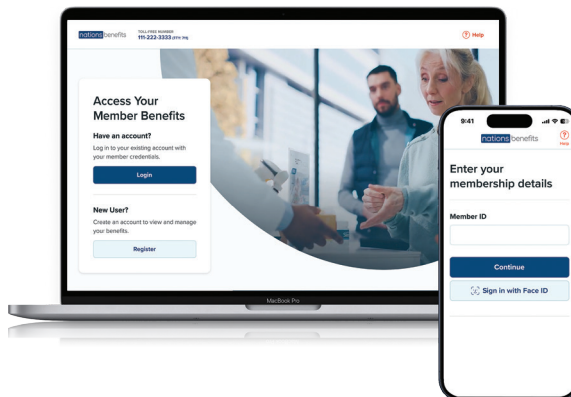 nations benefits
TOLL-FREE NUMBER
111-222-3333 (TTY: 711)
Help
Access Your
Member Benefits
Have an account?
Log in to your existing account with
your member credentials.
Login
New User?
Create an account to view and manage
your benefits.
Register
MacBook Pro
9:41
nations benefits
Help
Enter your
membership details
Member ID
Continue
Sign in with Face ID